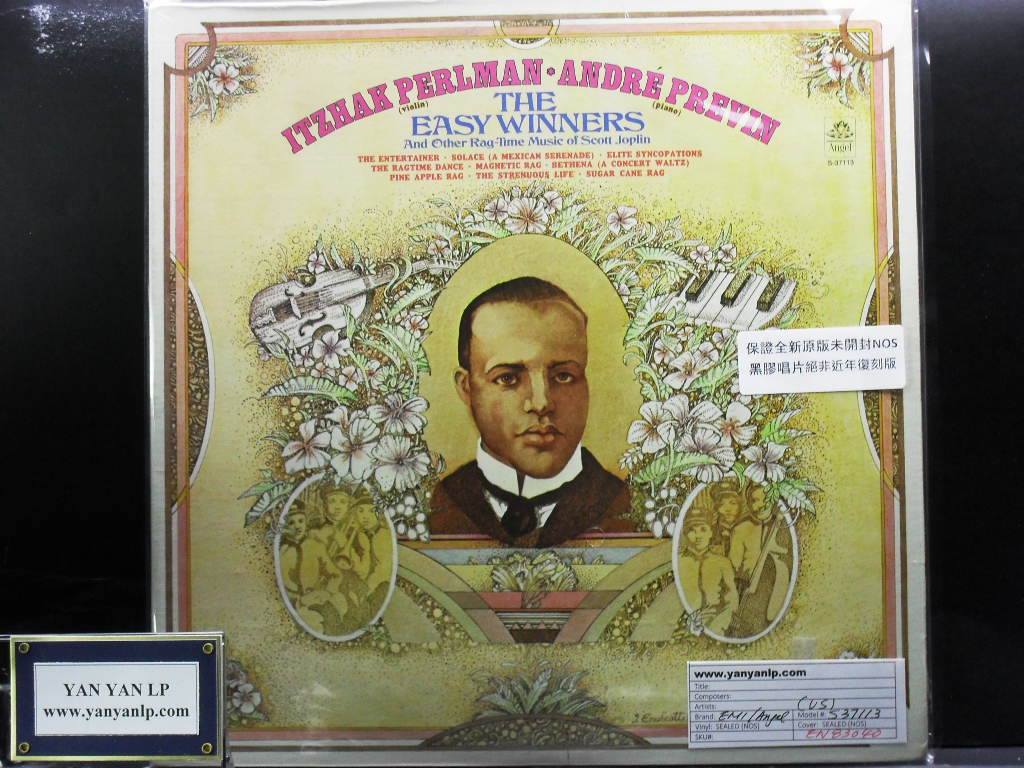 ITZHAK PERLMAN • ANDRÉ PREVIN
(violin) (piano)
THE
EASY WINNERS
And Other Rag-Time Music of Scott Joplin
THE ENTERTAINER · SOLACE (A MEXICAN SERENADE) · ELITE SYNCOPATIONS
THE RAGTIME DANCE · MAGNETIC RAG · BETHENA (A CONCERT WALTZ)
PINE APPLE RAG · THE STRENUOUS LIFE · SUGAR CANE RAG
Angel
S-37113
保證全新原版未開封NOS
黑膠唱片絕非近年復刻版
YAN YAN LP
www.yanyanlp.com
www.yanyanlp.com
Title:
Composers:
Artists: (US)
Brand: EMI/Angel Model #: S37113
Vinyl: SEALED (NOS) Cover: SEALED (NOS)
SKU#: EN83040